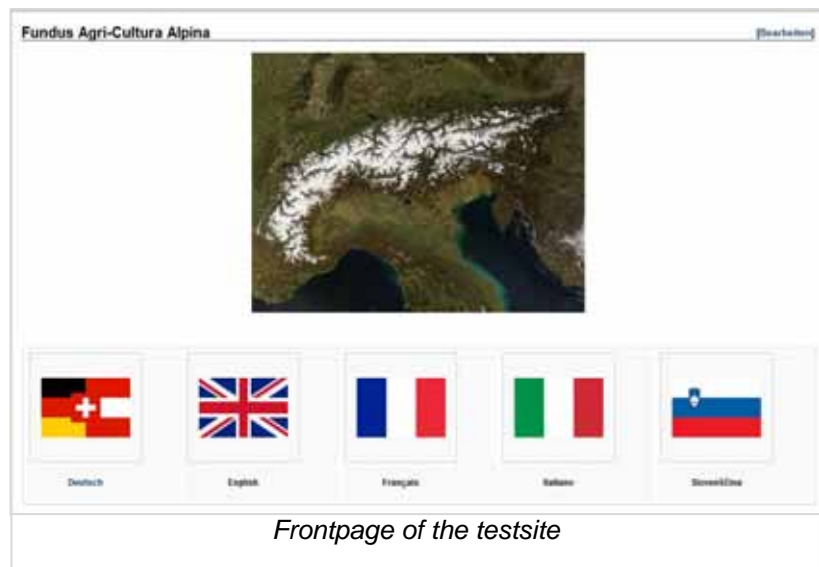 Fundus Agri-Cultura Alpina
[Bearbeiten]
Deutsch
English
Français
Italiano
Slovenščina
Frontpage of the testsite